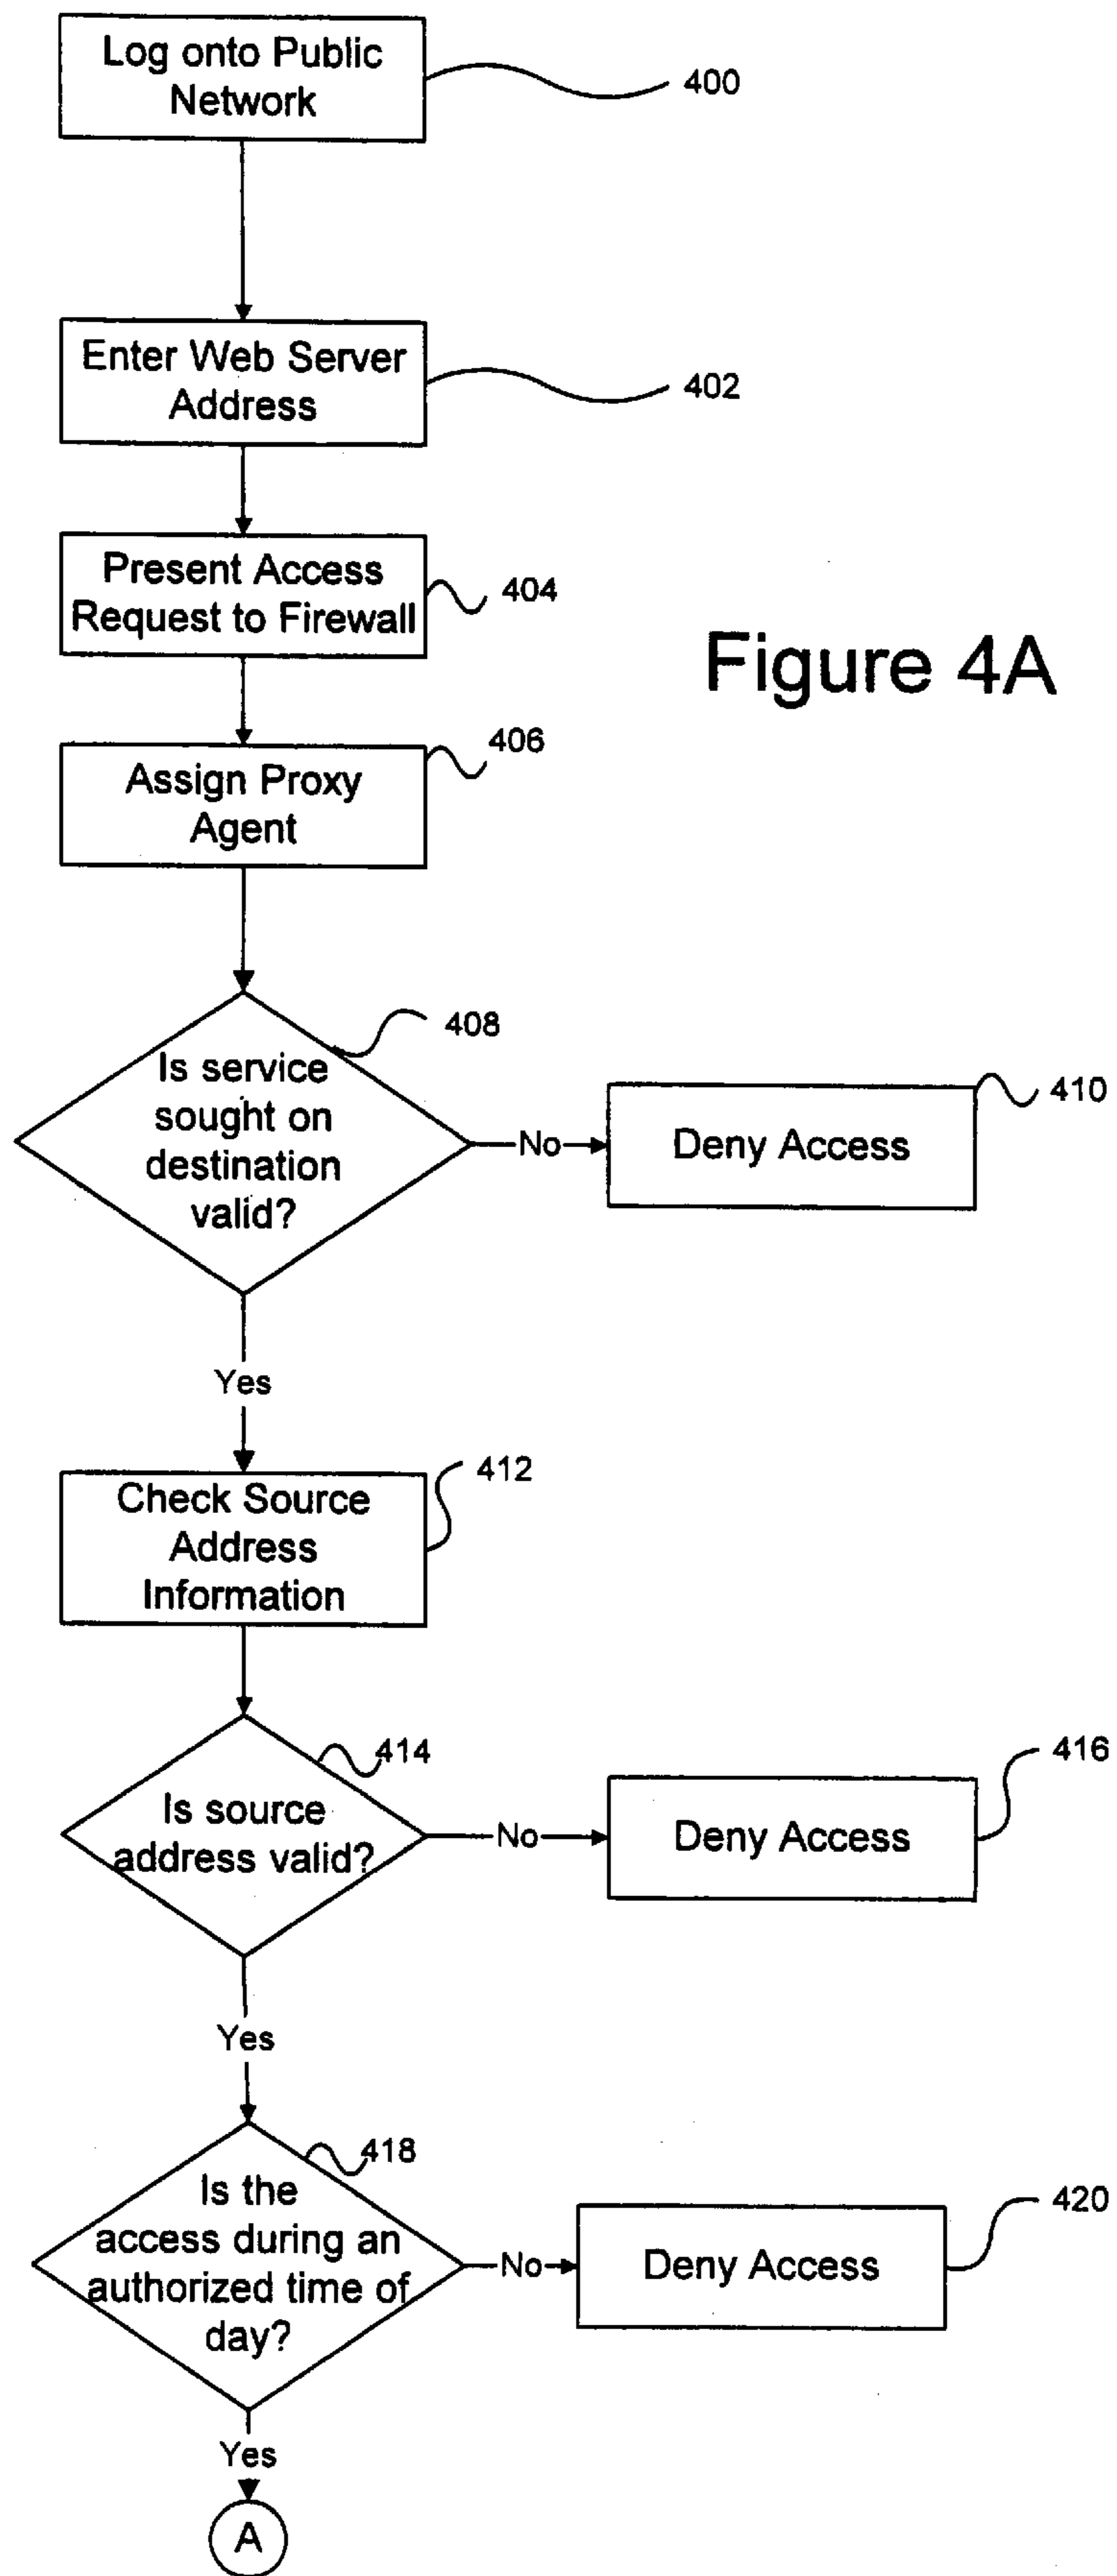 Log onto Public
Network
400
Enter Web Server
Address
402
Present Access
Request to Firewall
404
Figure 4A
406
Assign Proxy
Agent
408
Is service
sought on
destination
valid?
No
410
Deny Access
Yes
412
Check Source
Address
Information
414
Is source
address valid?
No
416
Deny Access
Yes
418
Is the
access during an
authorized time of
day?
No
420
Deny Access
Yes
A